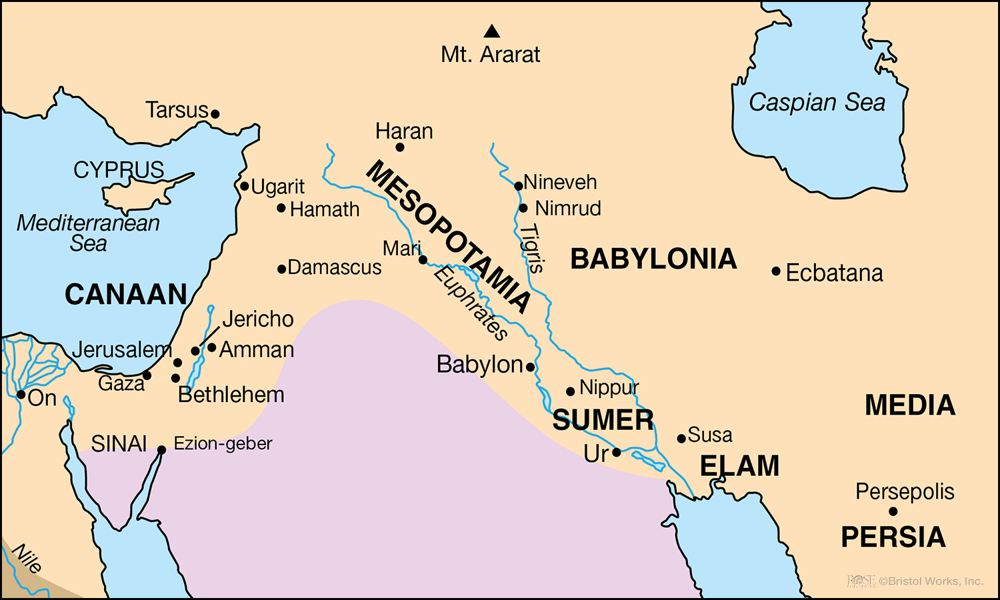 Mt. Ararat
Caspian Sea
Tarsus
Haran
CYPRUS
Ugarit
Hamath
Nineveh
Nimrud
MESOPOTAMIA
Tigris
Mediterranean
Sea
Mari
Damascus
Euphrates
BABYLONIA
Ecbatana
CANAAN
Jericho
Jerusalem
Amman
Gaza
Bethlehem
On
Babylon
Nippur
SUMER
MEDIA
SINAI
Ezion-geber
Ur
Susa
ELAM
Persepolis
PERSIA
Nile
ROSE
©Bristol Works, Inc.